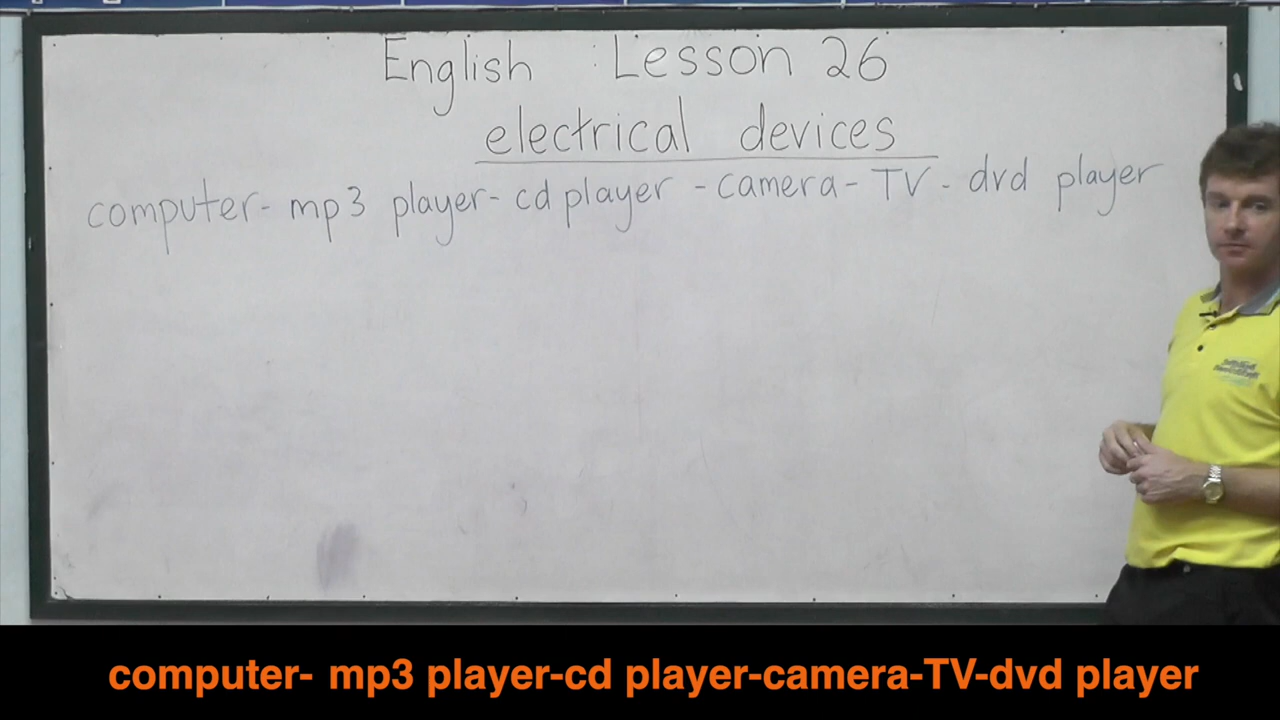 English : Lesson 26
electrical devices
computer- mp3 player- cd player - camera- TV - dvd player
computer- mp3 player-cd player-camera-TV-dvd player